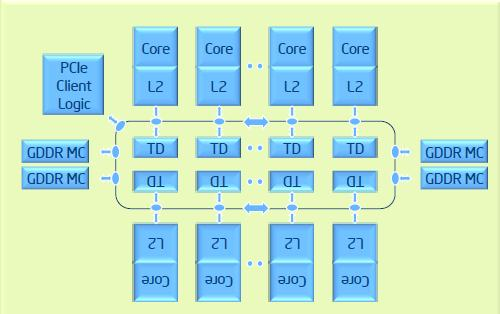 Core Core Core Core
PCIe
Client
Logic
L2 L2 L2 L2
GDDR MC TD TD TD TD GDDR MC
GDDR MC TD TD TD TD GDDR MC
L2 L2 L2 L2
Core Core Core Core